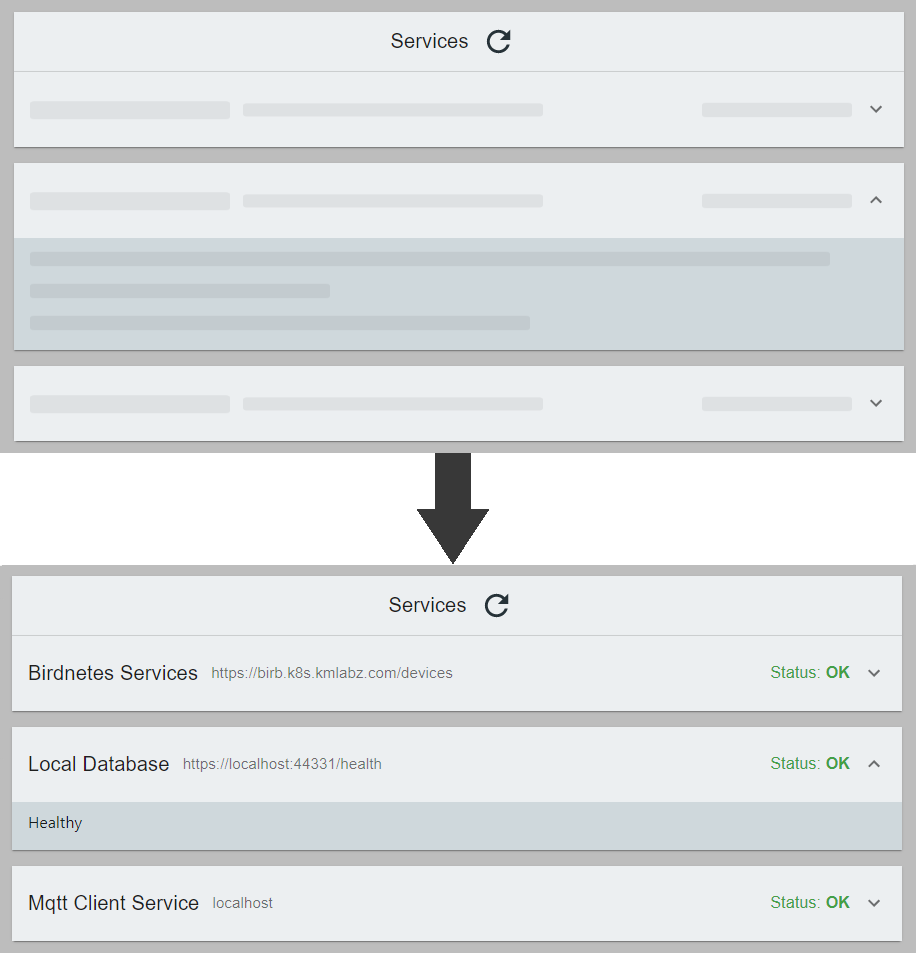 Services
Services
Birdnetes Services https://birb.k8s.kmlabz.com/devices Status: OK
Local Database https://localhost:44331/health Status: OK
Healthy
Mqtt Client Service localhost Status: OK